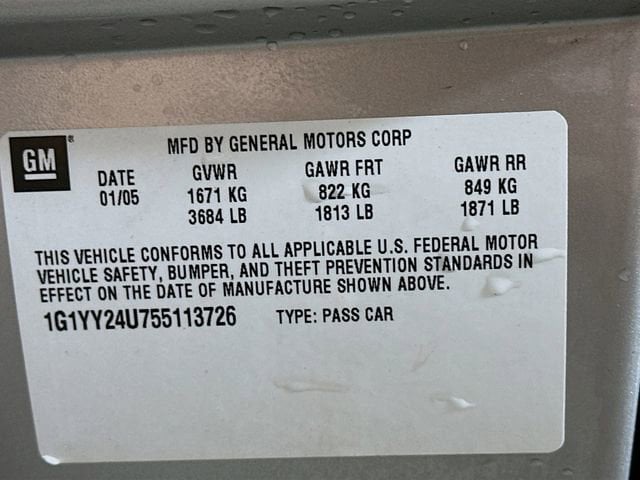 MFD BY GENERAL MOTORS CORP
GM®
DATE GVWR GAWR FRT GAWR RR
01/05 1671 KG 822 KG 849 KG
3684 LB 1813 LB 1871 LB
THIS VEHICLE CONFORMS TO ALL APPLICABLE U.S. FEDERAL MOTOR
VEHICLE SAFETY, BUMPER, AND THEFT PREVENTION STANDARDS IN
EFFECT ON THE DATE OF MANUFACTURE SHOWN ABOVE.
1G1YY24U755113726 TYPE: PASS CAR